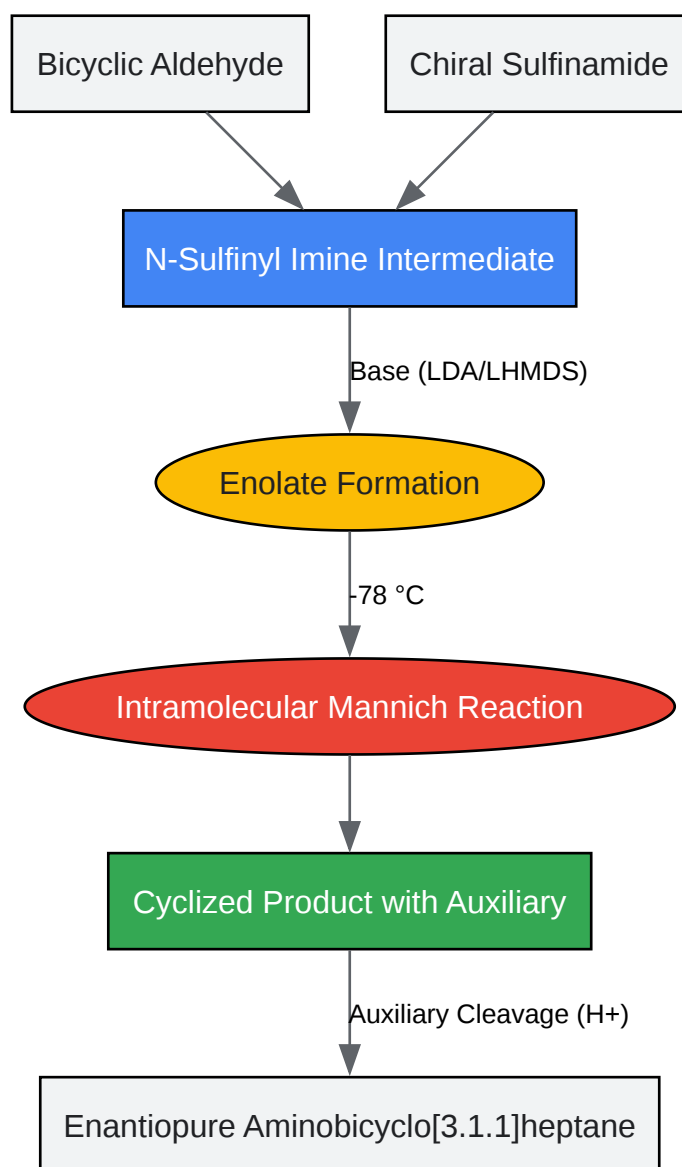 Bicyclic Aldehyde
Chiral Sulfinamide
N-Sulfinyl Imine Intermediate
Base (LDA/LHMDS)
Enolate Formation
-78 °C
Intramolecular Mannich Reaction
Cyclized Product with Auxiliary
Auxiliary Cleavage (H+)
Enantiopure Aminobicyclo[3.1.1]heptane